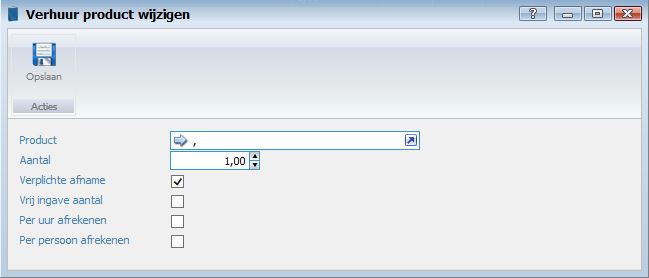 Verhuur product wijzigen
?
Opslaan
Acties
Product ,
Aantal 1,00
Verplichte afname
Vrij ingave aantal
Per uur afrekenen
Per persoon afrekenen